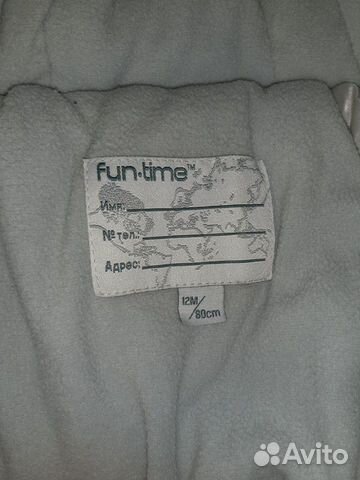 fun·time™
Имя:
№ тел.:
Адрес:
12M/
80cm
Avito